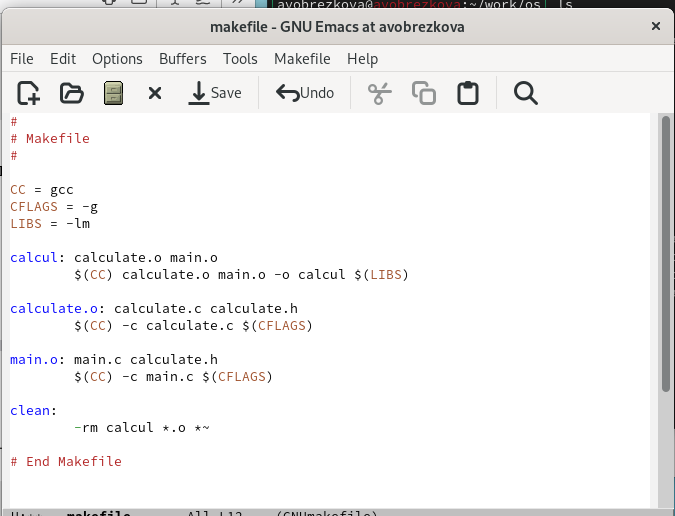 avobrezkova@avobrezkova:~/work/os ls
makefile - GNU Emacs at avobrezkova
File Edit Options Buffers Tools Makefile Help
Save Undo
#
# Makefile
#
CC = gcc
CFLAGS = -g
LIBS = -lm
calcul: calculate.o main.o
$(CC) calculate.o main.o -o calcul $(LIBS)
calculate.o: calculate.c calculate.h
$(CC) -c calculate.c $(CFLAGS)
main.o: main.c calculate.h
$(CC) -c main.c $(CFLAGS)
clean:
-rm calcul *.o *~
# End Makefile
makefile All L12 (GNUmakefile)